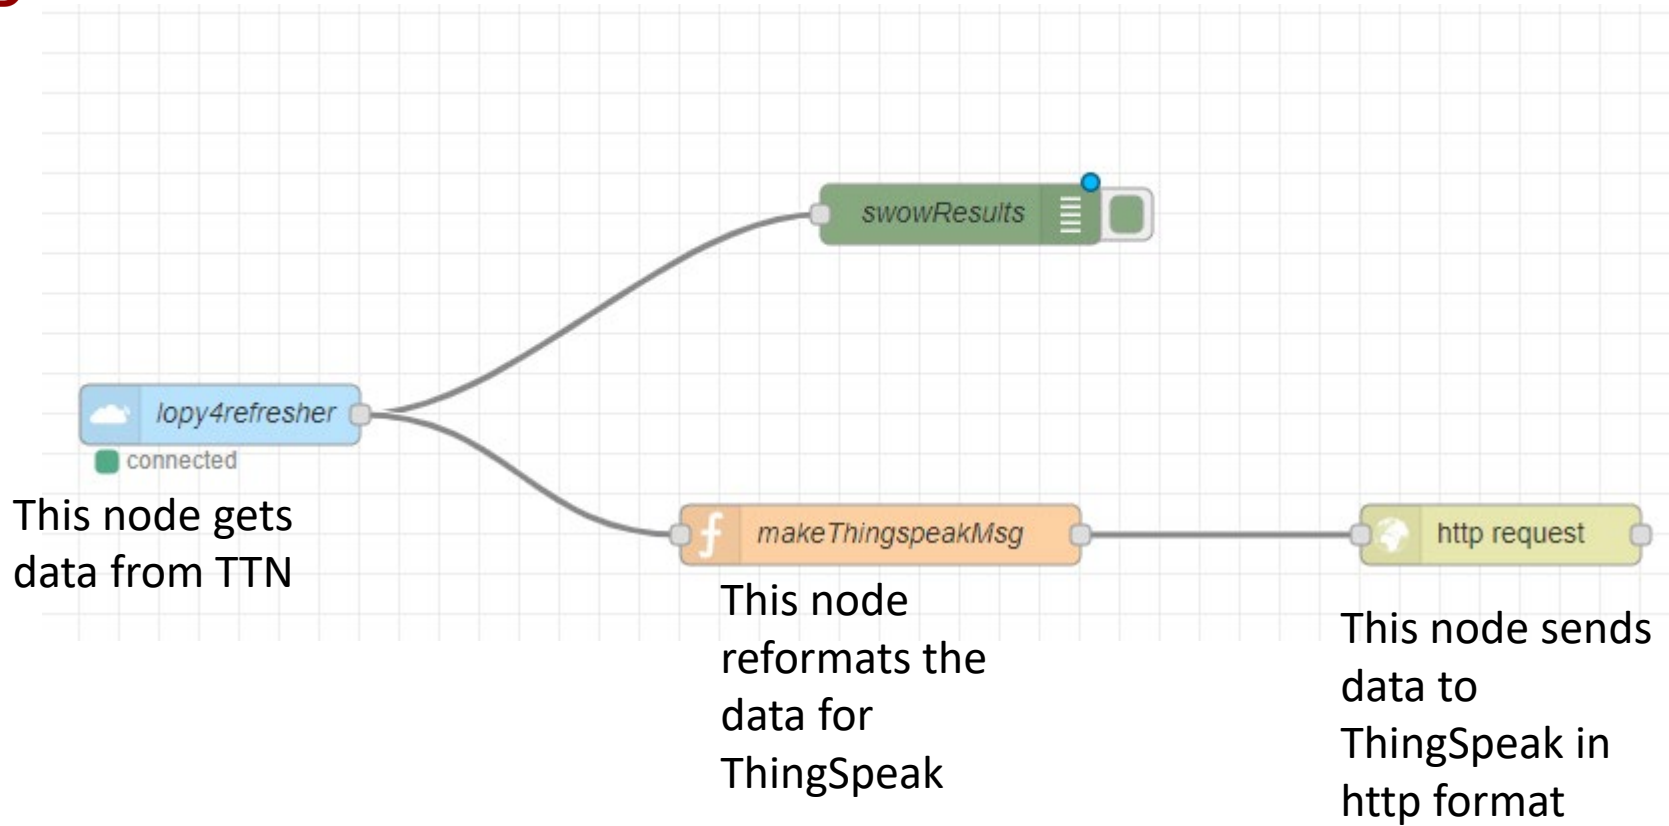 swowResults
lopy4refresher
connected
This node gets
data from TTN
makeThingspeakMsg
This node
reformats the
data for
ThingSpeak
http request
This node sends
data to
ThingSpeak in
http format